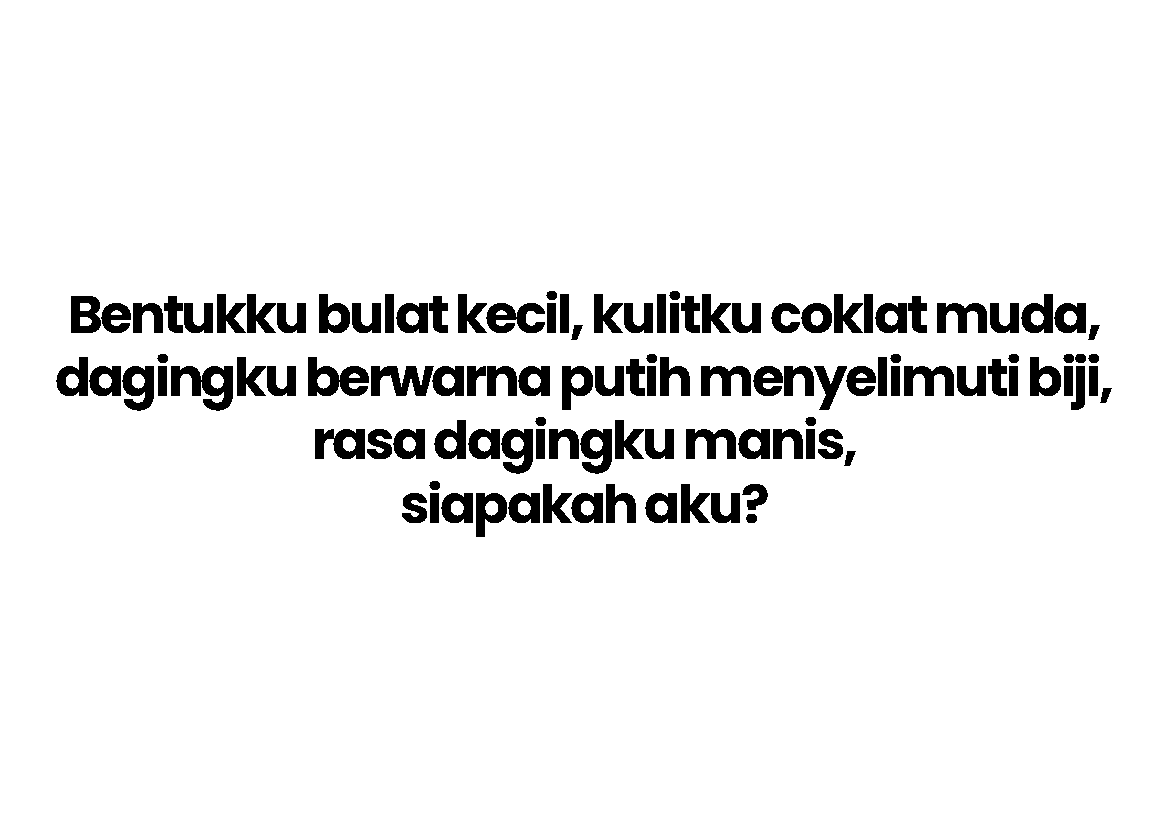 Bentukku bulat kecil, kulitku coklat muda,
dagingku berwarna putih menyelimuti biji,
rasa dagingku manis,
siapakah aku?